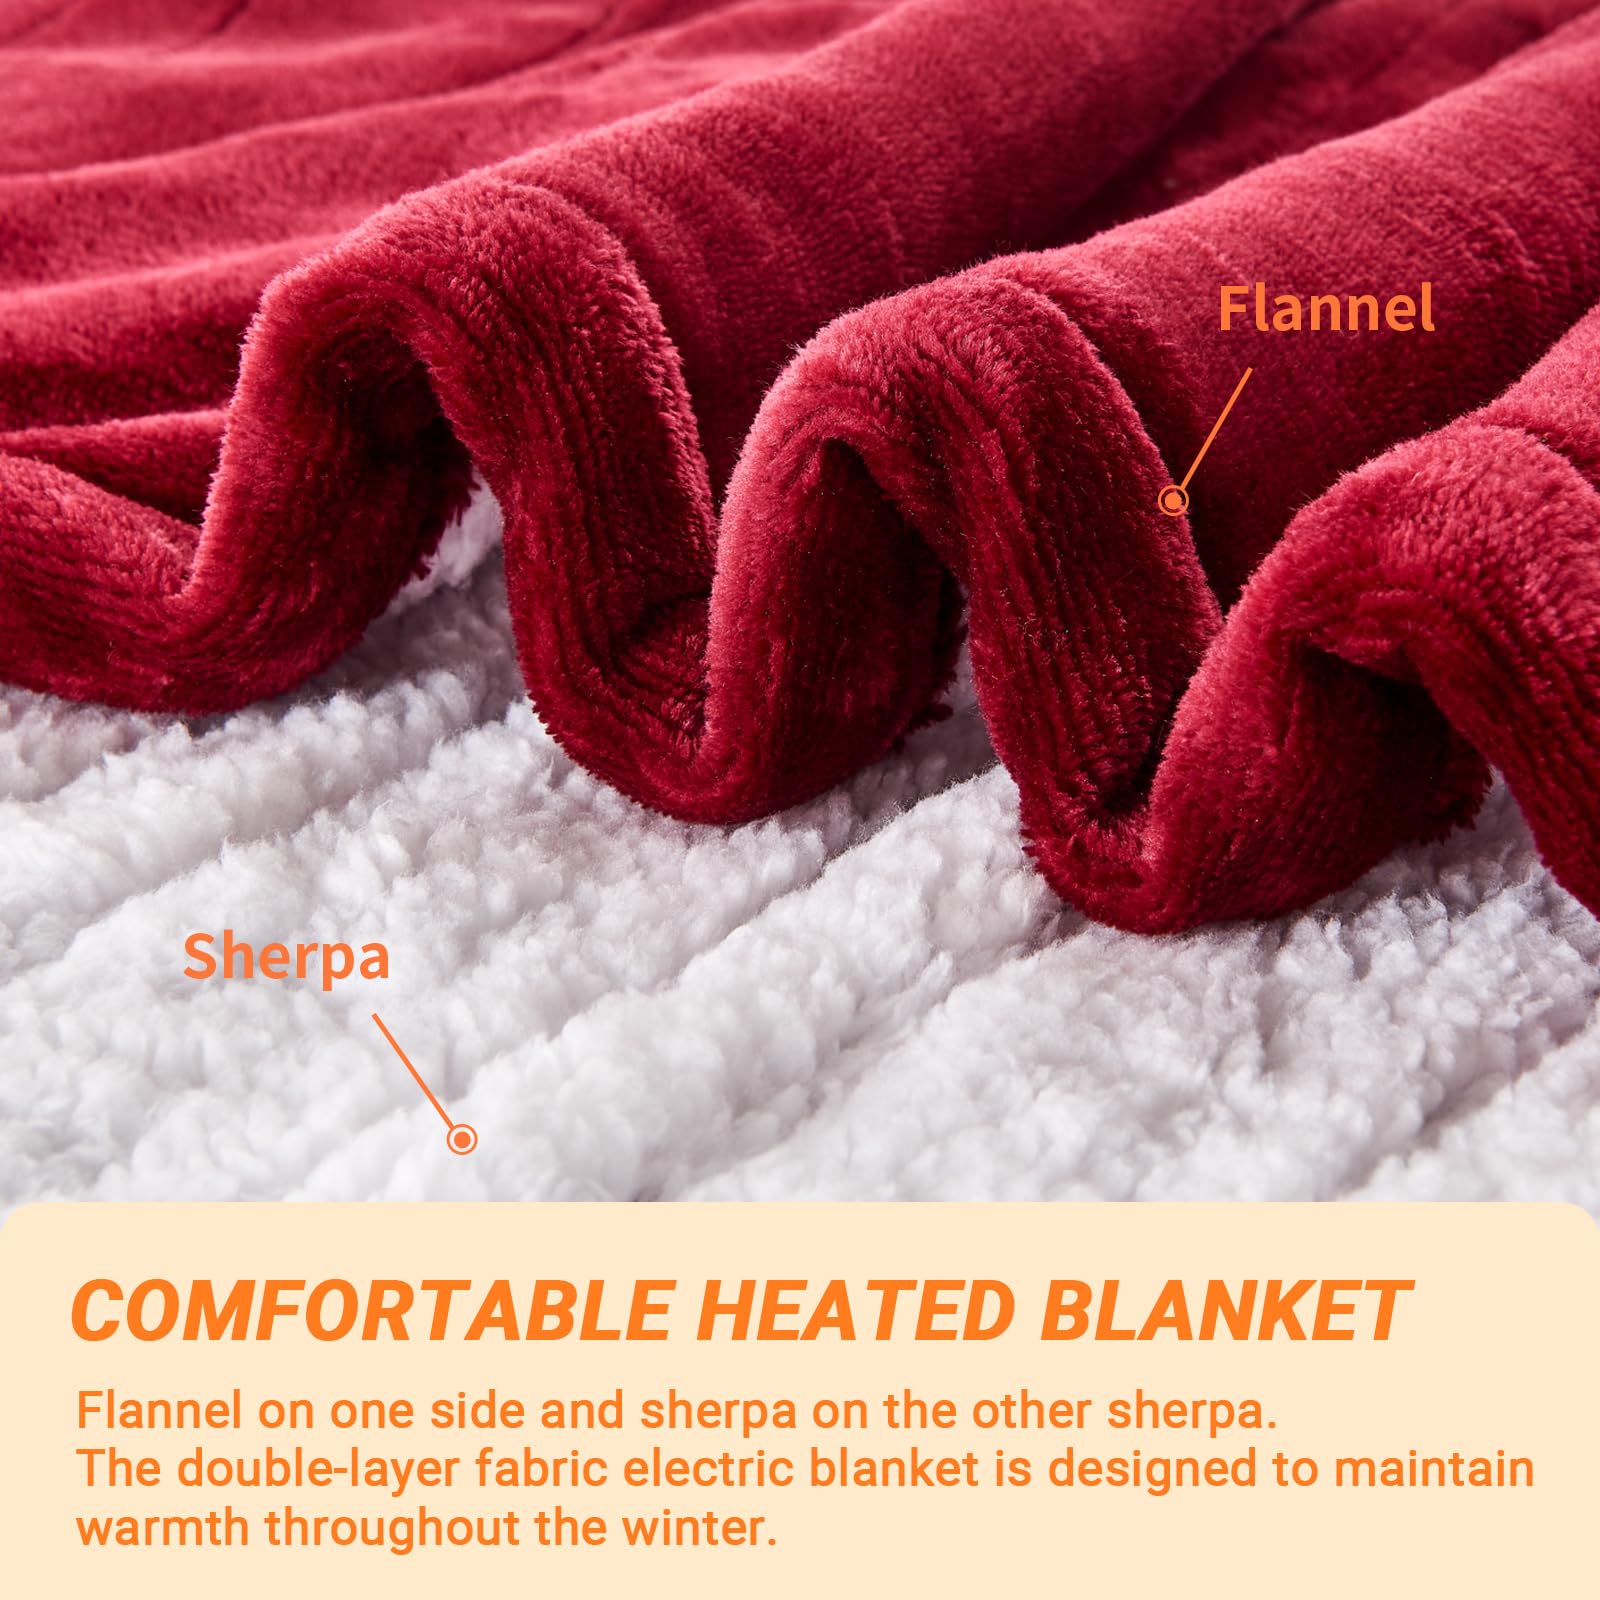 Flannel
Sherpa
COMFORTABLE HEATED BLANKET
Flannel on one side and sherpa on the other sherpa.
The double-layer fabric electric blanket is designed to maintain
warmth throughout the winter.